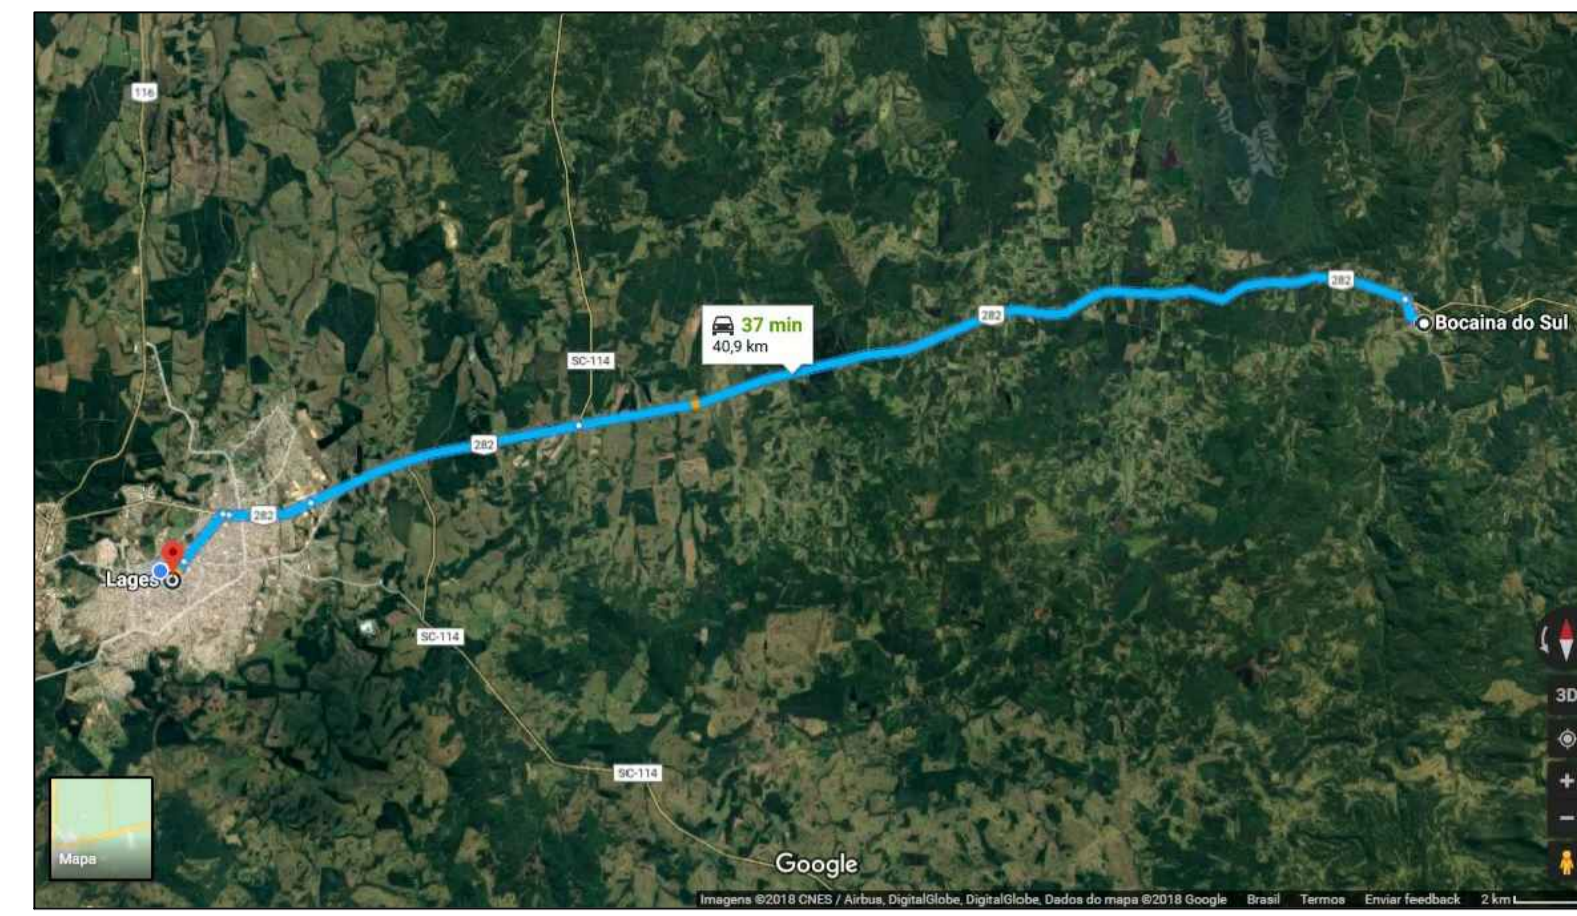 116
282
Bocaina do Sul
282
37 min
40,9 km
SC-114
282
282
Lages
SC-114
3D
SC-114
Mapa
Google
Imagens ©2018 CNES / Airbus, DigitalGlobe, DigitalGlobe, Dados do mapa ©2018 Google Brasil Termos Enviar feedback 2 km